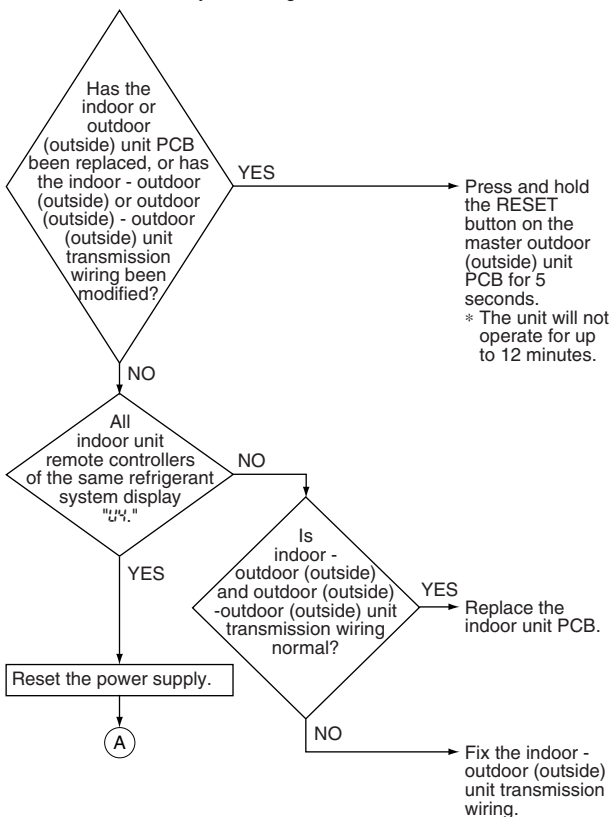 Has the
indoor or
outdoor
(outside) unit PCB
been replaced, or has
the indoor - outdoor
(outside) or outdoor
(outside) - outdoor
(outside) unit
transmission
wiring been
modified?
YES
Press and hold
the RESET
button on the
master outdoor
(outside) unit
PCB for 5
seconds.
* The unit will not
operate for up
to 12 minutes.
NO
All
indoor unit
remote controllers
of the same refrigerant
system display
"U4."
NO
YES
Is
indoor -
outdoor (outside)
and outdoor (outside)
-outdoor (outside) unit
transmission wiring
normal?
YES
Replace the
indoor unit PCB.
Reset the power supply.
A
NO
Fix the indoor -
outdoor (outside)
unit transmission
wiring.